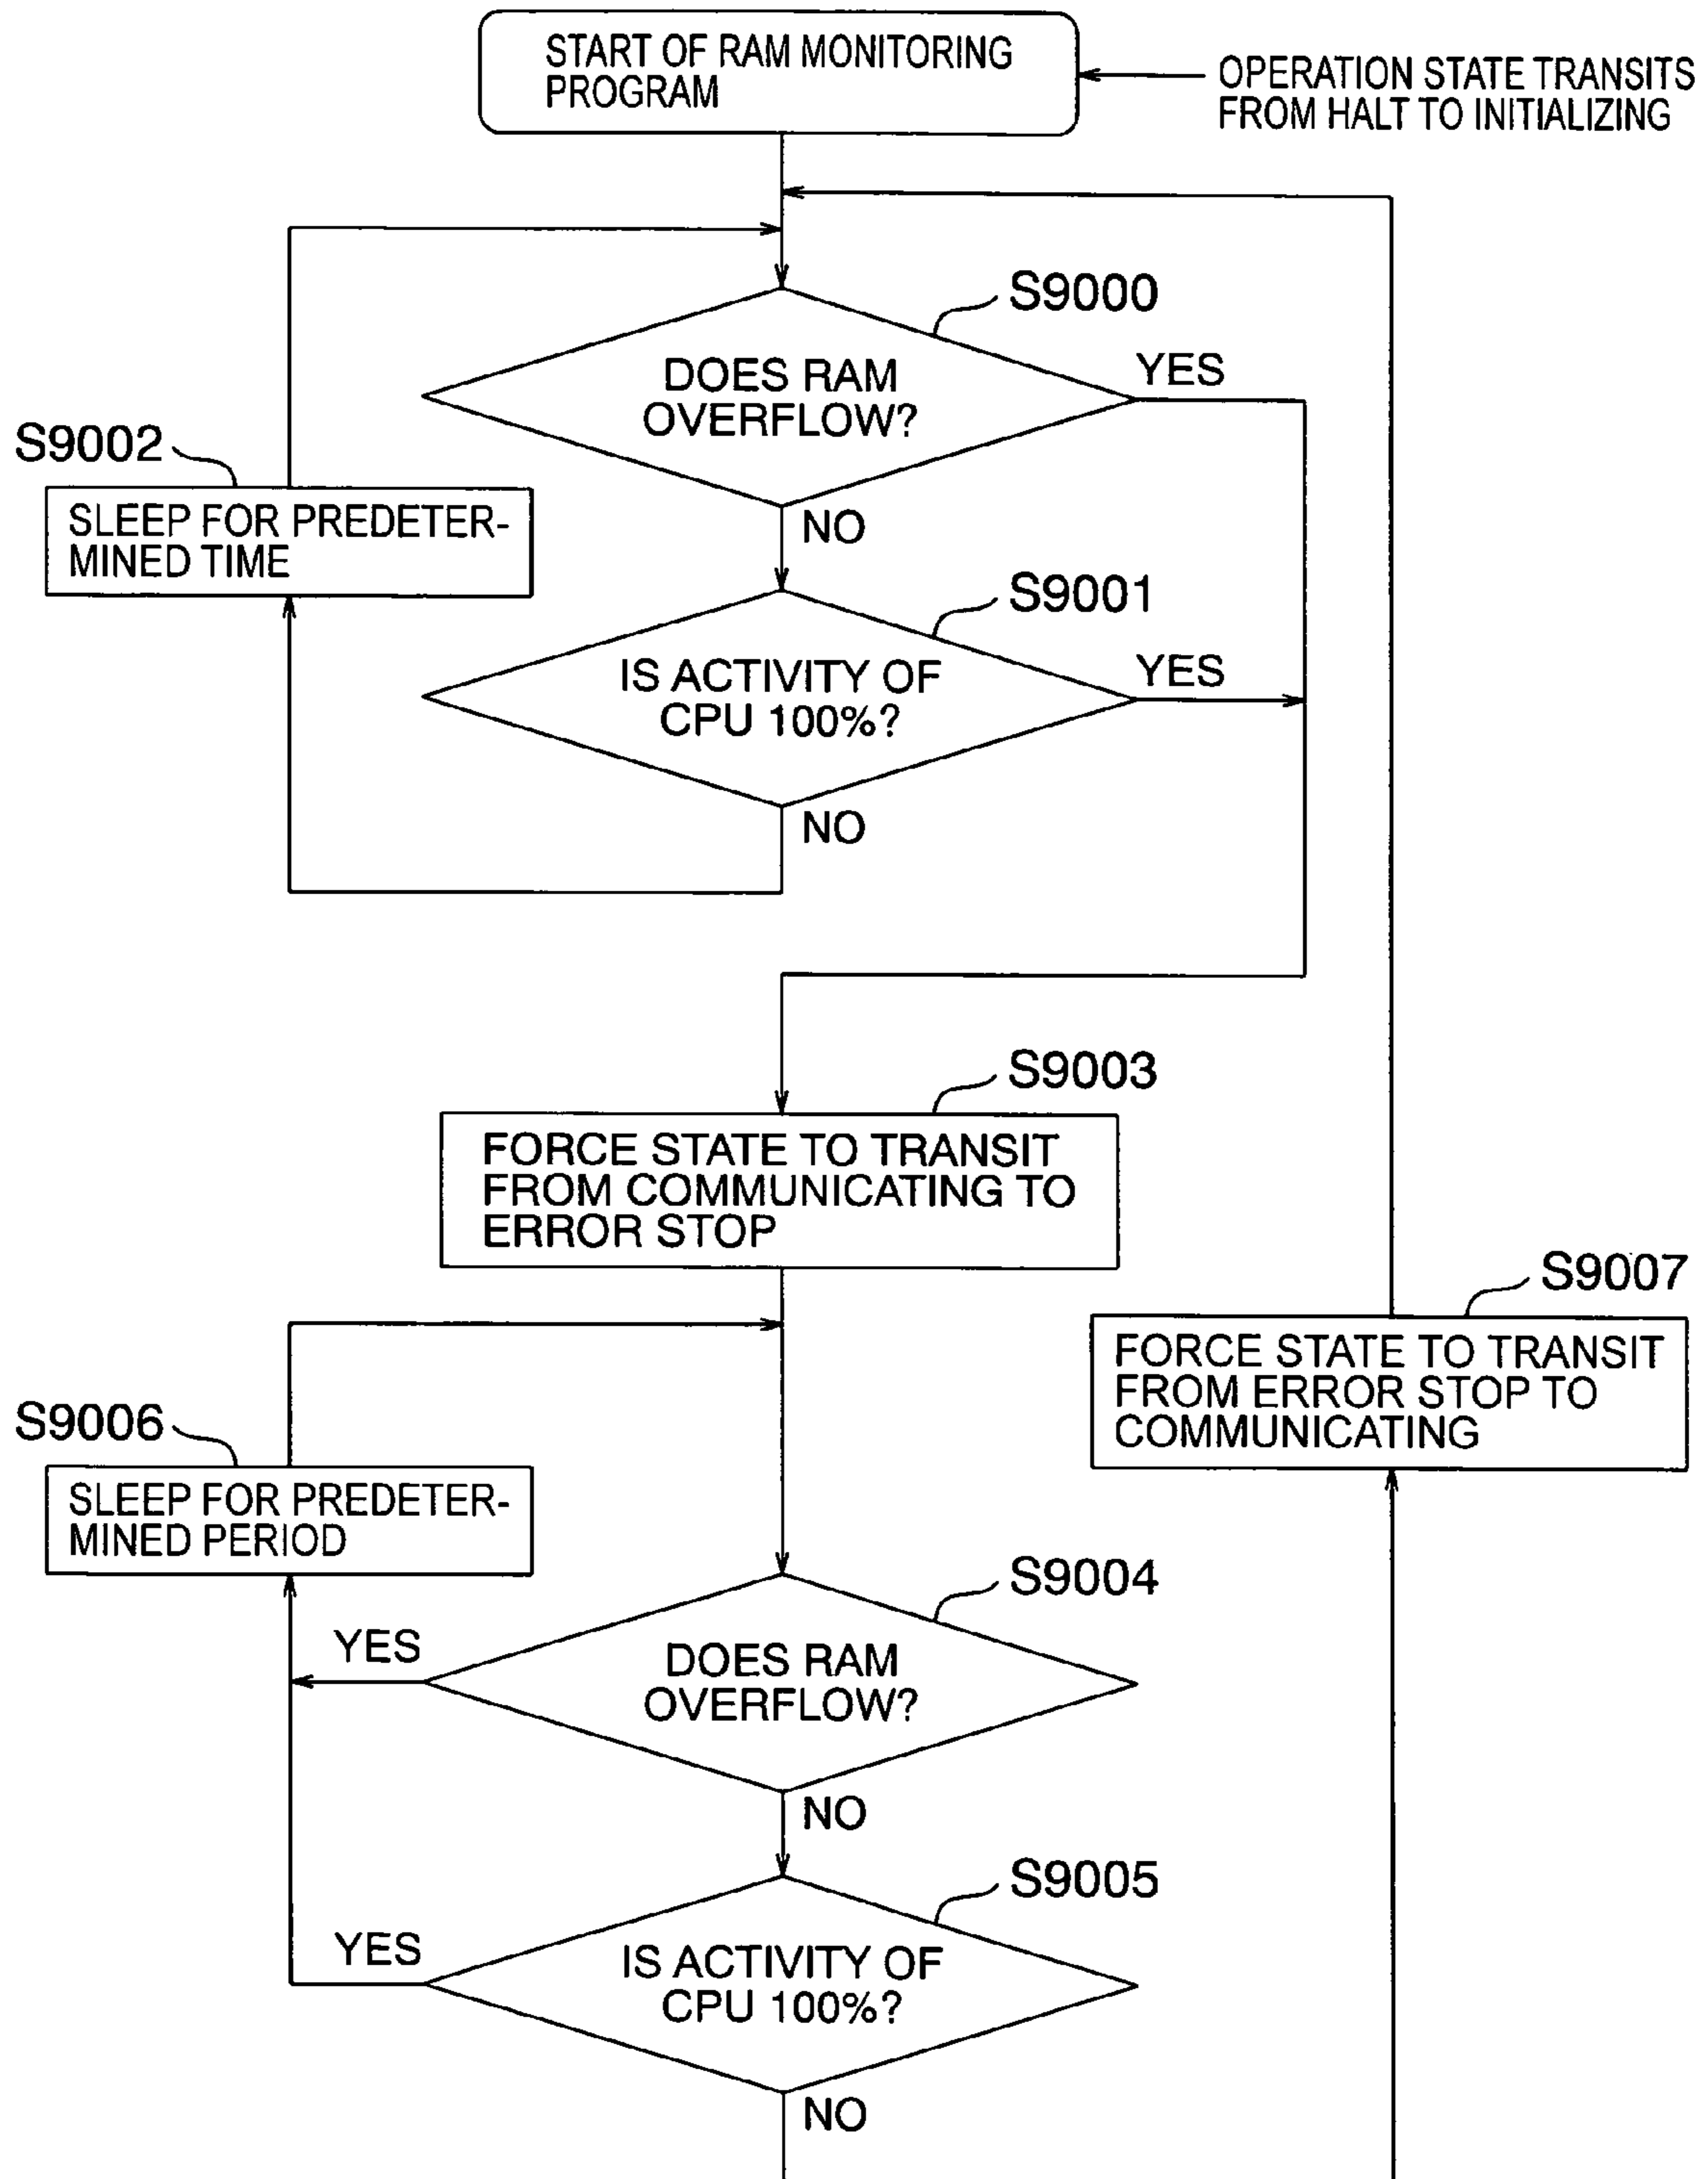 START OF RAM MONITORING
PROGRAM
OPERATION STATE TRANSITS
FROM HALT TO INITIALIZING
S9000
DOES RAM
OVERFLOW?
YES
NO
S9002
SLEEP FOR PREDETER-
MINED TIME
S9001
IS ACTIVITY OF
CPU 100%?
YES
NO
S9003
FORCE STATE TO TRANSIT
FROM COMMUNICATING TO
ERROR STOP
S9007
FORCE STATE TO TRANSIT
FROM ERROR STOP TO
COMMUNICATING
S9006
SLEEP FOR PREDETER-
MINED PERIOD
S9004
DOES RAM
OVERFLOW?
YES
NO
S9005
IS ACTIVITY OF
CPU 100%?
YES
NO